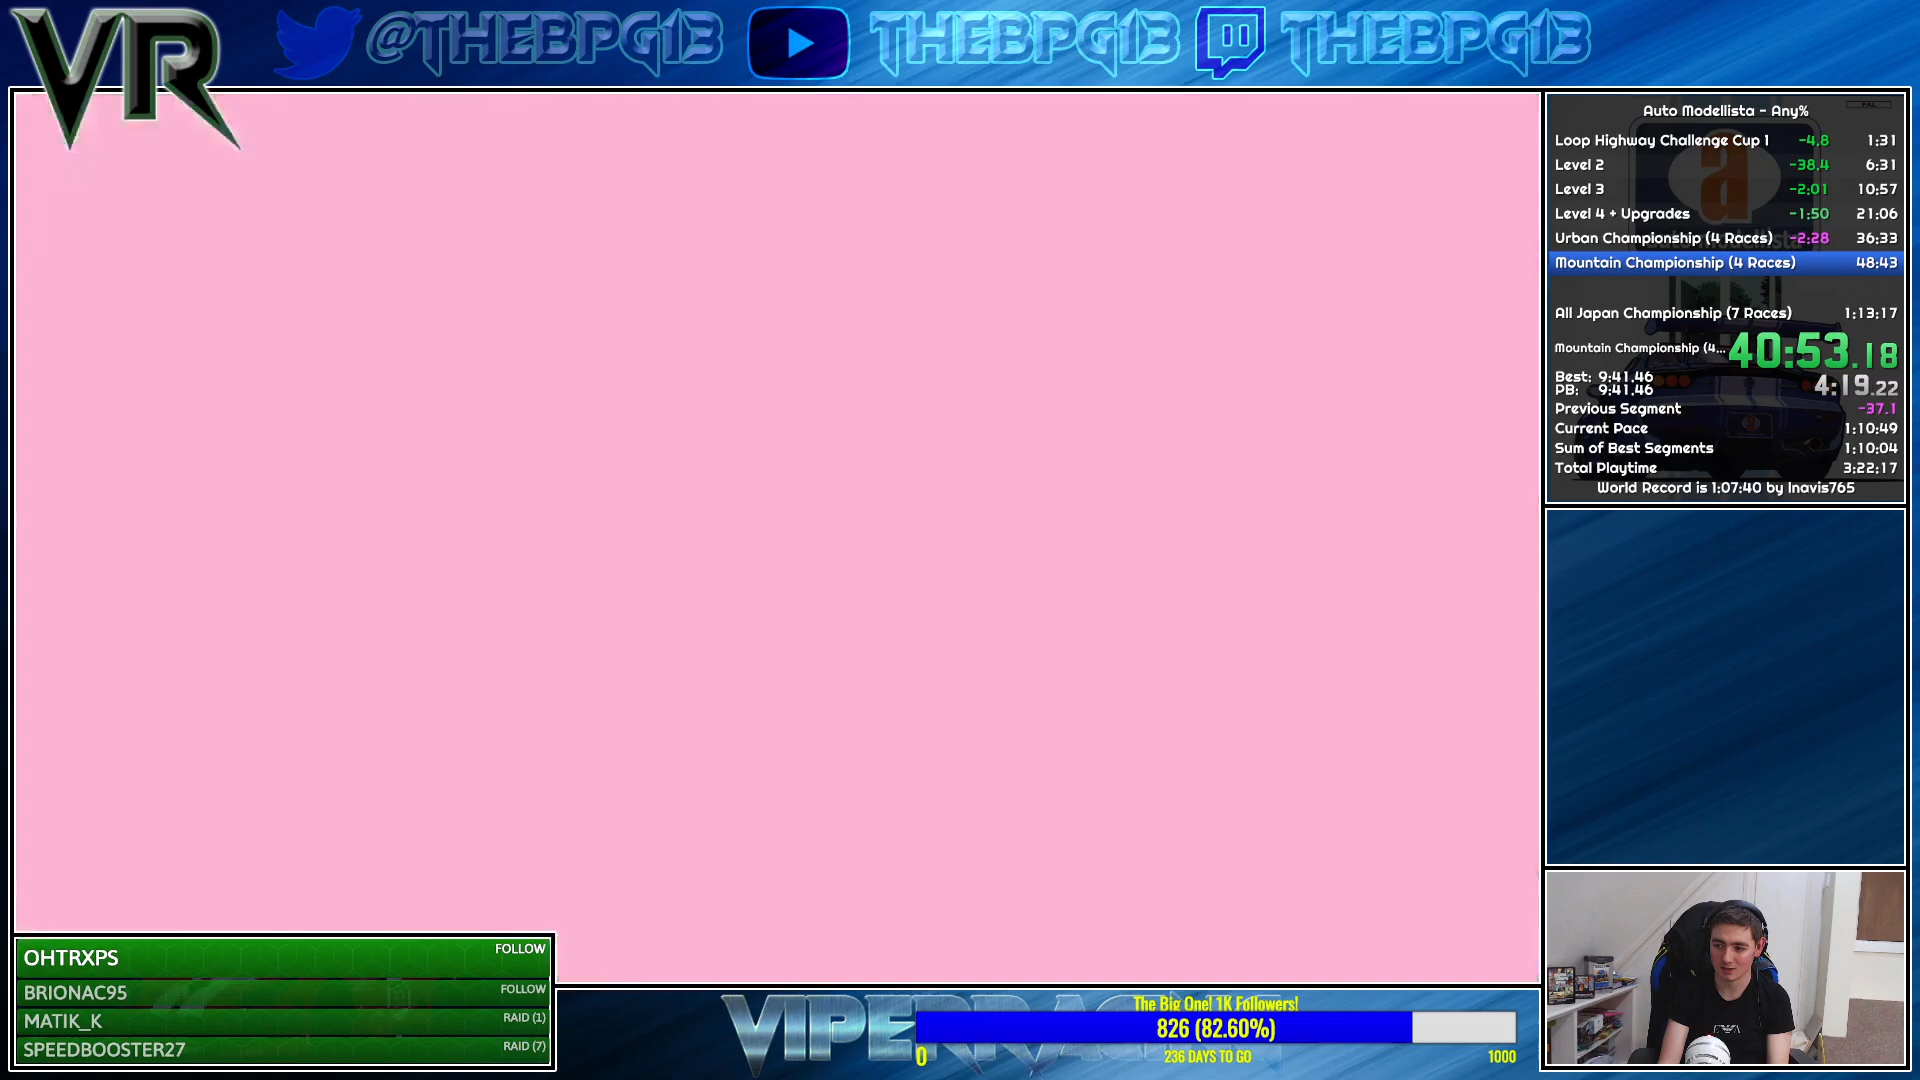 VR @THEBPG13 THEBPG13 THEBPG13
Auto Modellista - Any%
PAL
Loop Highway Challenge Cup 1 -4.8 1:31
Level 2 -38.4 6:31
Level 3 -2:01 10:57
Level 4 + Upgrades -1:50 21:06
Urban Championship (4 Races) -2:28 36:33
Mountain Championship (4 Races) 48:43
All Japan Championship (7 Races) 1:13:17
Mountain Championship (4... 40:53.18
Best: 9:41.46
PB: 9:41.46 4:19.22
Previous Segment -37.1
Current Pace 1:10:49
Sum of Best Segments 1:10:04
Total Playtime 3:22:17
World Record is 1:07:40 by Inavis765
OHTRXPS FOLLOW
BRIONAC95 FOLLOW
MATIK_K RAID (1)
SPEEDBOOSTER27 RAID (7)
The Big One! 1K Followers!
826 (82.60%)
0 236 DAYS TO GO 1000